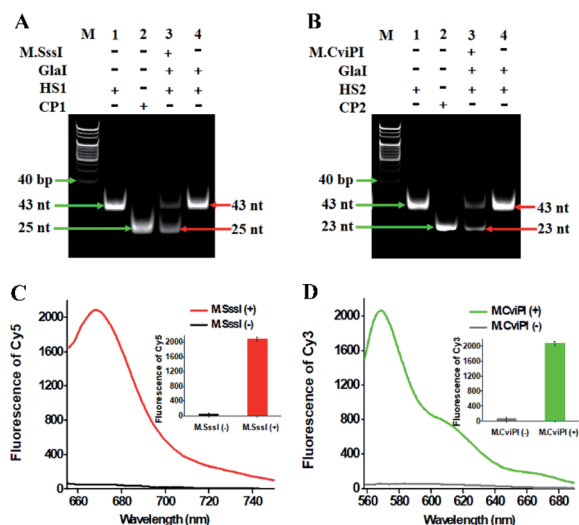 A
M 1 2 3 4
M.SssI - - + -
GlaI - - + +
HS1 + - + +
CP1 - + - -
40 bp
43 nt 43 nt
25 nt 25 nt
B
M 1 2 3 4
M.CviPI - - + -
GlaI - - + +
HS2 + - + +
CP2 - + - -
40 bp
43 nt 43 nt
23 nt 23 nt
C
Fluorescence of Cy5
2000
1600
1200
800
400
0
660 680 700 720 740
Wavelength (nm)
M.SssI (+)
M.SssI (-)
Fluorescence of Cy5
2000
1600
1200
800
400
0
M.SssI (-) M.SssI (+)
D
Fluorescence of Cy3
2000
1600
1200
800
400
0
560 580 600 620 640 660 680
Wavelength (nm)
M.CviPI (+)
M.CviPI (-)
Fluorescence of Cy3
2400
2000
1600
1200
800
400
0
M.CviPI (-) M.CviPI (+)